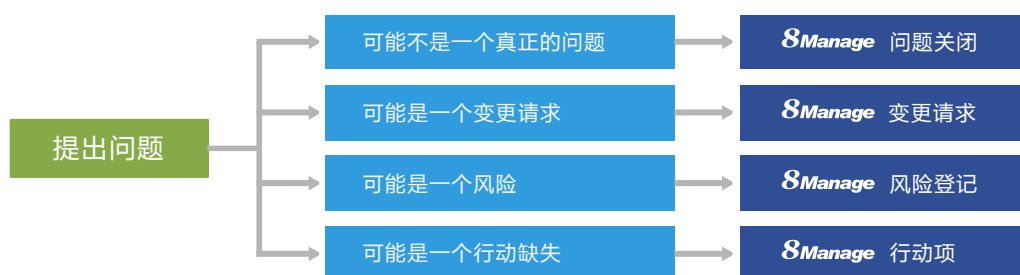 可能不是一个真正的问题
8Manage 问题关闭
可能是一个变更请求
8Manage 变更请求
提出问题
可能是一个风险
8Manage 风险登记
可能是一个行动缺失
8Manage 行动项